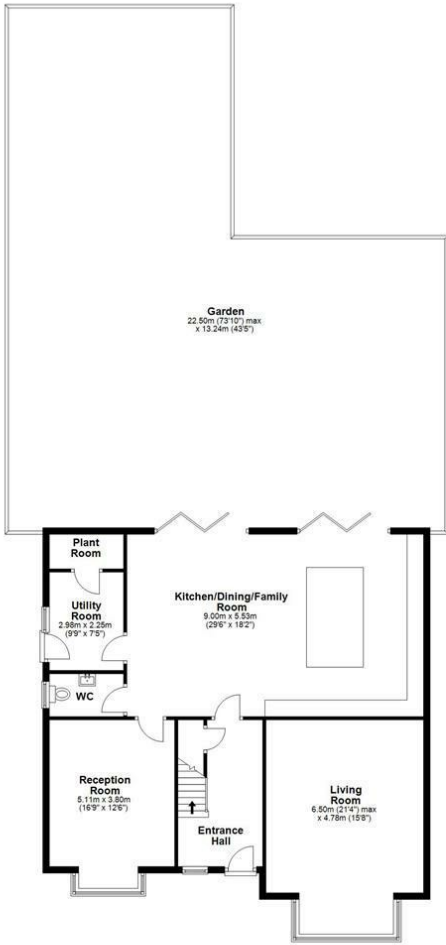 Garden
22.50m (73'10") max
x 13.24m (43'5")
Plant
Room
Kitchen/Dining/Family
Room
9.00m x 5.53m
(29'6" x 18'2")
Utility
Room
2.98m x 2.25m
(9'9" x 7'5")
WC
Reception
Room
5.11m x 3.80m
(16'9" x 12'6")
Living
Room
6.50m (21'4") max
x 4.78m (15'8")
Entrance
Hall